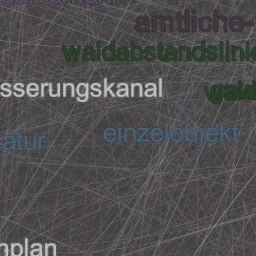 amtliche-
waldabstandslinie
sserungskanal
einzelobjekt
atur
nplan